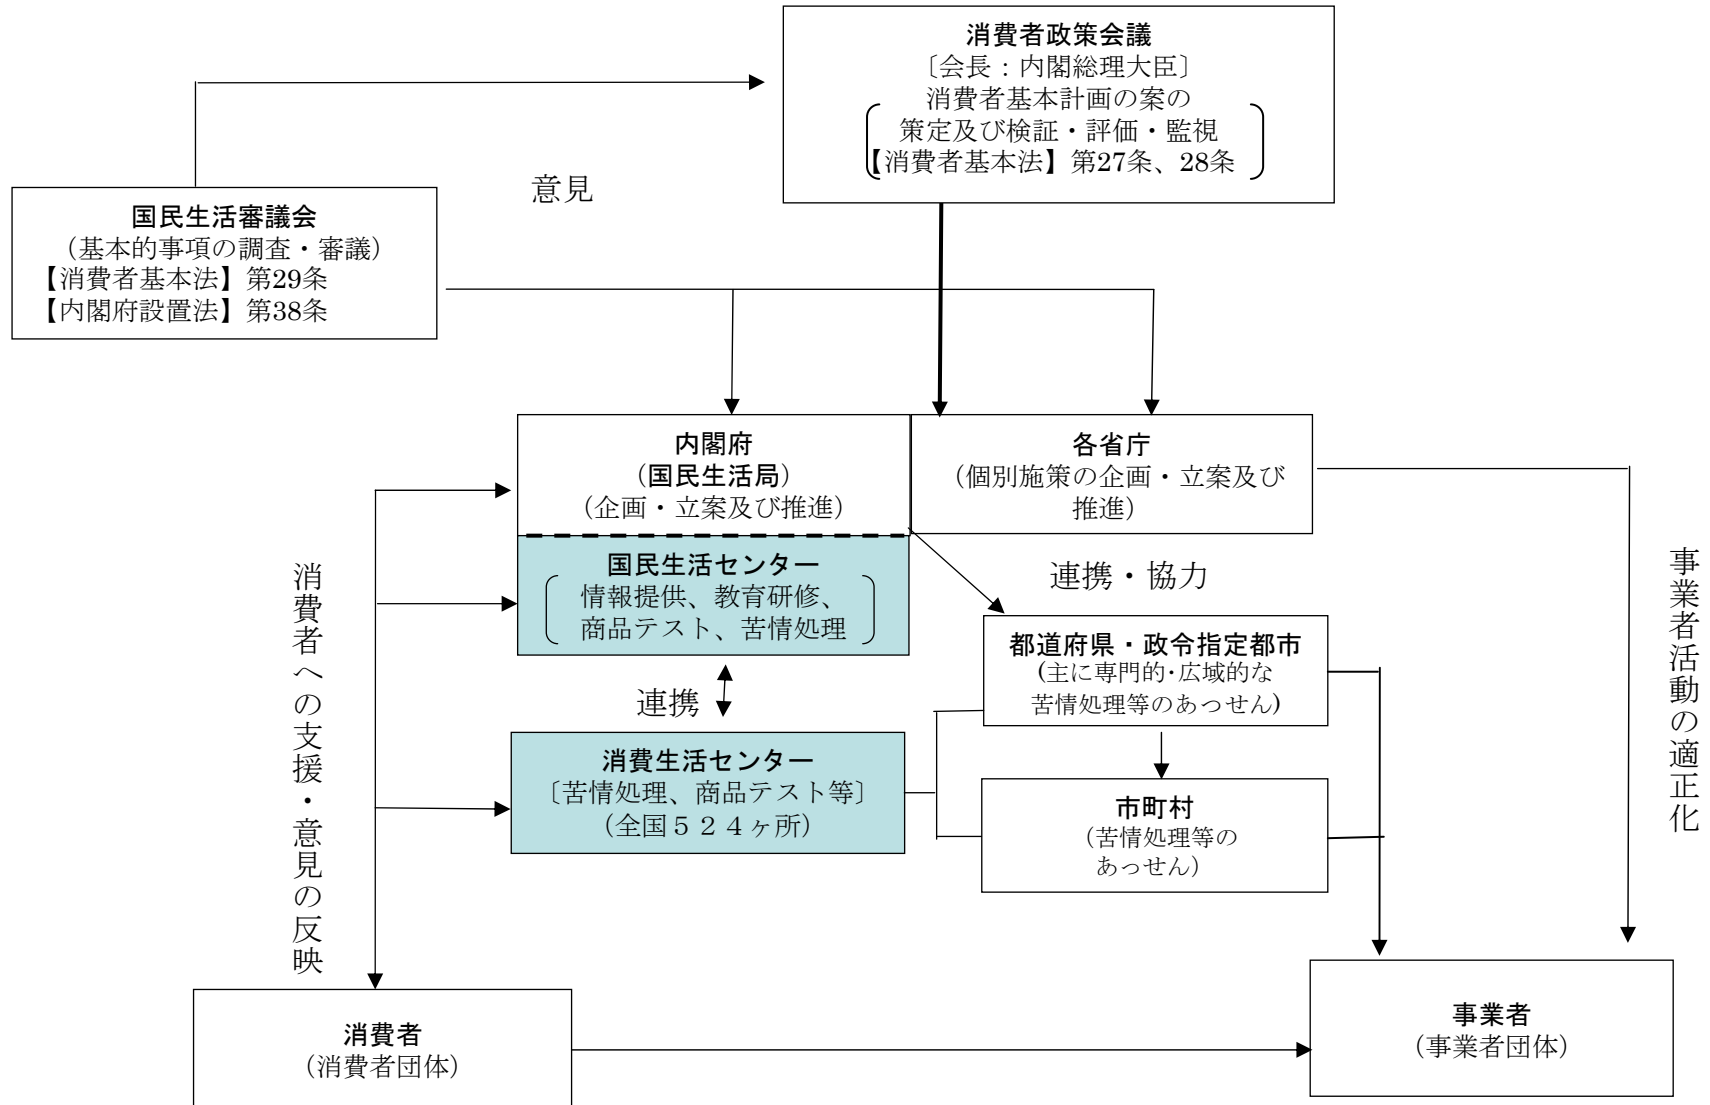 消費者政策会議
〔会長：内閣総理大臣〕
消費者基本計画の案の
策定及び検証・評価・監視
【消費者基本法】第27条、28条
意見
国民生活審議会
（基本的事項の調査・審議）
【消費者基本法】第29条
【内閣府設置法】第38条
内閣府
（国民生活局）
（企画・立案及び推進）
各省庁
（個別施策の企画・立案及び
推進）
国民生活センター
情報提供、教育研修、
商品テスト、苦情処理
連携・協力
連携
都道府県・政令指定都市
(主に専門的･広域的な
苦情処理等のあっせん)
消費生活センター
〔苦情処理、商品テスト等〕
（全国５２４ヶ所）
市町村
（苦情処理等の
あっせん）
消費者への支援・意見の反映
事業者活動の適正化
消費者
（消費者団体）
事業者
（事業者団体）